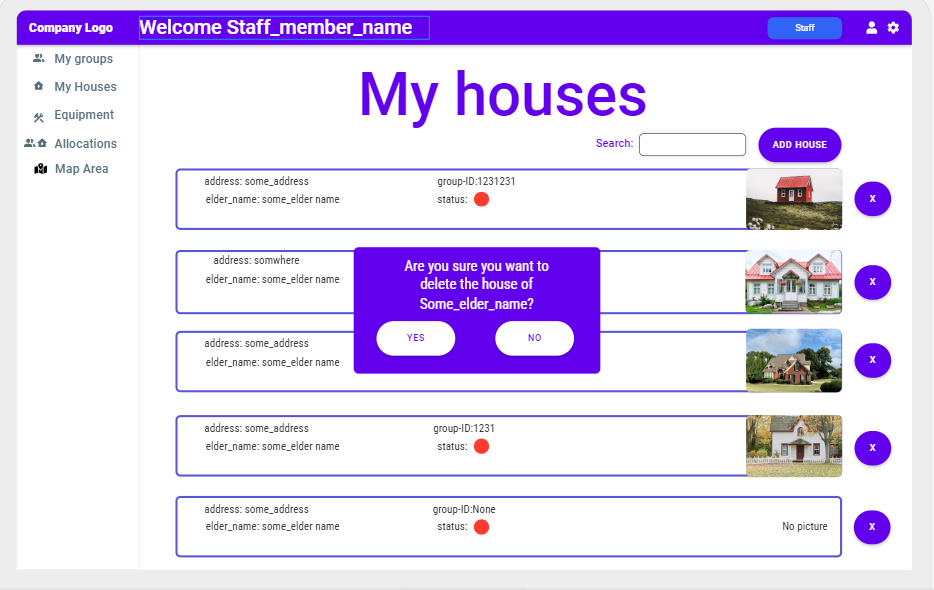 Company Logo
Welcome Staff_member_name
Staff
My groups
My Houses
Equipment
Allocations
Map Area
My houses
Search:
ADD HOUSE
address: some_address
group-ID:1231231
elder_name: some_elder name
status:
X
address: somwhere
elder_name: some_elder name
X
Are you sure you want to
delete the house of
Some_elder_name?
YES
NO
address: some_address
elder_name: some_elder name
X
address: some_address
group-ID:1231
elder_name: some_elder name
status:
X
address: some_address
group-ID:None
elder_name: some_elder name
status:
No picture
X